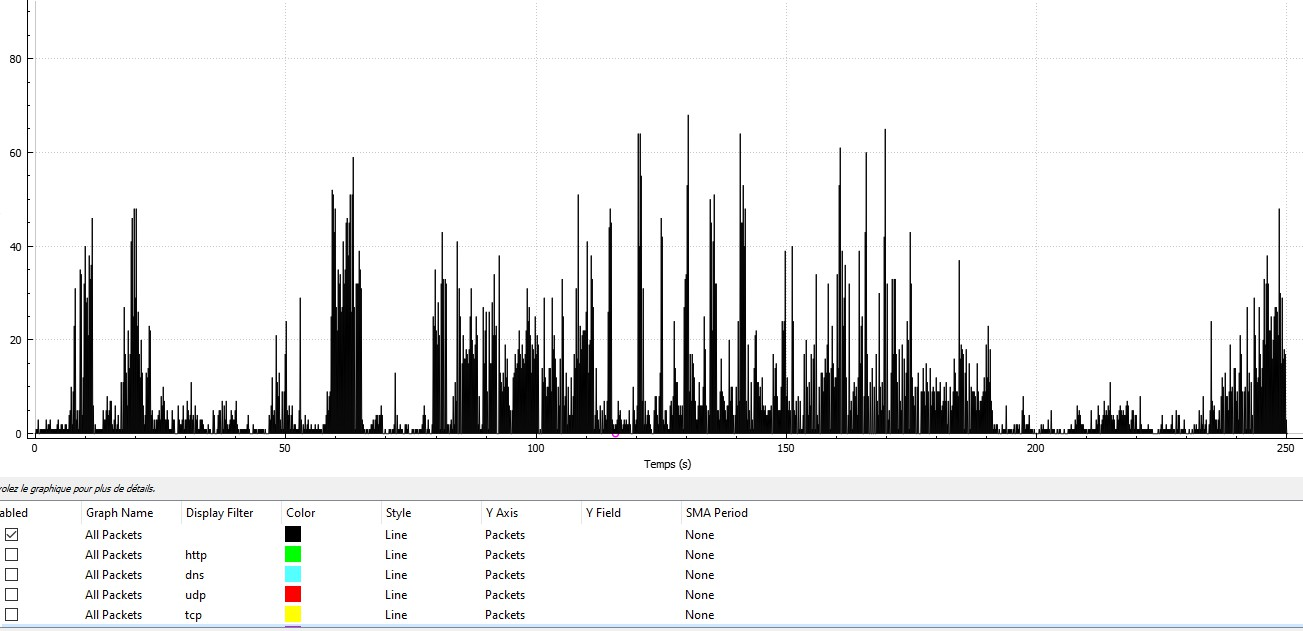 80
60
40
20
0
0 50 100 150 200 250
Temps (s)
volez le graphique pour plus de détails.
abled Graph Name Display Filter Color Style Y Axis Y Field SMA Period
All Packets Line Packets None
All Packets http Line Packets None
All Packets dns Line Packets None
All Packets udp Line Packets None
All Packets tcp Line Packets None